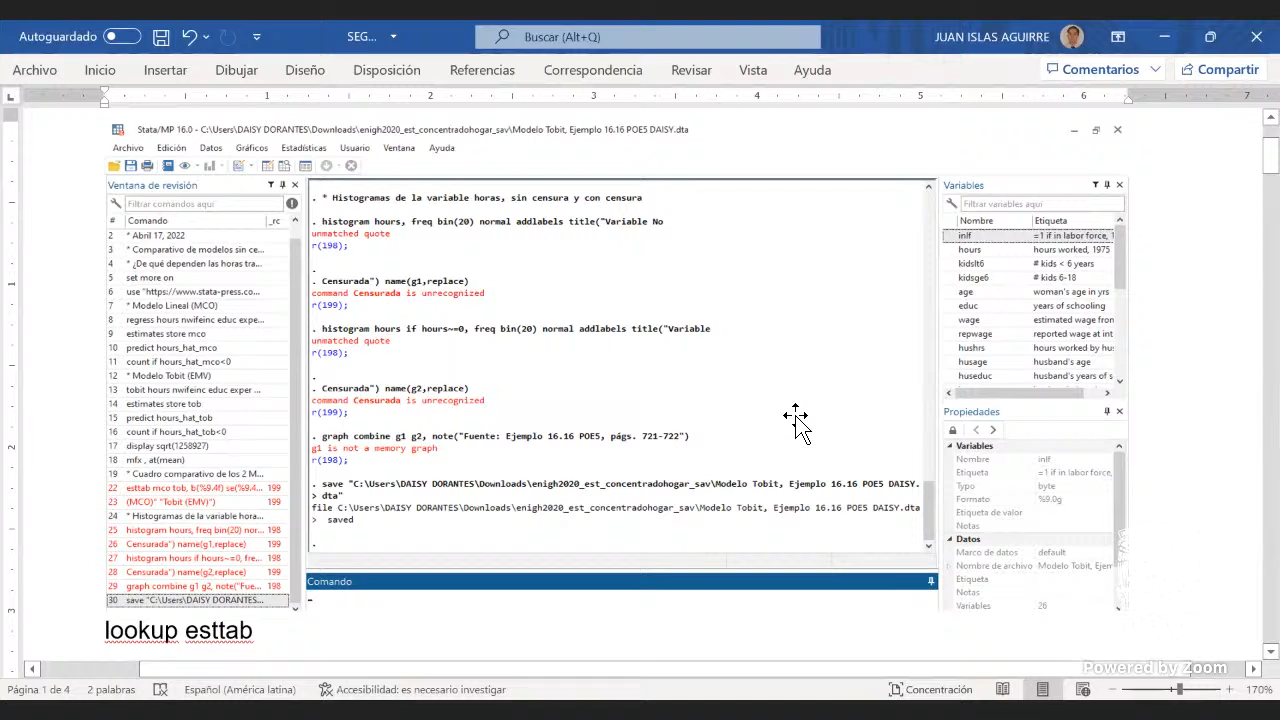 Autoguardado
SEG...
Buscar (Alt+Q)
JUAN ISLAS AGUIRRE
Archivo Inicio Insertar Dibujar Diseño Disposición Referencias Correspondencia Revisar Vista Ayuda
Comentarios
Compartir
1 2 3 4 5 6 7
Stata/MP 16.0 - C:\Users\DAISY DORANTES\Downloads\enigh2020_est_concentradohogar_sav\Modelo Tobit, Ejemplo 16.16 POE5 DAISY.dta
Archivo Edición Datos Gráficos Estadísticas Usuario Ventana Ayuda
Ventana de revisión
Filtrar comandos aquí
# Comando _rc
2 * Abril 17, 2022
3 * Comparativo de modelos sin ce...
4 * ¿De qué dependen las horas tra...
5 set more on
6 use "https://www.stata-press.co...
7 * Modelo Lineal (MCO)
8 regress hours nwifeinc educ expe...
9 estimates store mco
10 predict hours_hat_mco
11 count if hours_hat_mco<0
12 * Modelo Tobit (EMV)
13 tobit hours nwifeinc educ exper ...
14 estimates store tob
15 predict hours_hat_tob
16 count if hours_hat_tob<0
17 display sqrt(1258927)
18 mfx , at(mean)
19 * Cuadro comparativo de los 2 M...
22 esttab mco tob, b(%9.4f) se(%9.4... 199
23 (MCO)" "Tobit (EMV)") 199
24 * Histogramas de la variable hora...
25 histogram hours, freq bin(20) nor... 198
26 Censurada") name(g1,replace) 199
27 histogram hours if hours~=0, fre... 198
28 Censurada") name(g2,replace) 199
29 graph combine g1 g2, note("Fue... 198
30 save "C:\Users\DAISY DORANTES...
. * Histogramas de la variable horas, sin censura y con censura
. histogram hours, freq bin(20) normal addlabels title("Variable No
unmatched quote
r(198);
.
. Censurada") name(g1,replace)
command Censurada is unrecognized
r(199);
. histogram hours if hours~=0, freq bin(20) normal addlabels title("Variable
unmatched quote
r(198);
.
. Censurada") name(g2,replace)
command Censurada is unrecognized
r(199);
. graph combine g1 g2, note("Fuente: Ejemplo 16.16 POE5, págs. 721-722")
g1 is not a memory graph
r(198);
. save "C:\Users\DAISY DORANTES\Downloads\enigh2020_est_concentradohogar_sav\Modelo Tobit, Ejemplo 16.16 POE5 DAISY.
> dta"
file C:\Users\DAISY DORANTES\Downloads\enigh2020_est_concentradohogar_sav\Modelo Tobit, Ejemplo 16.16 POE5 DAISY.dta
> saved
.
Comando
Variables
Filtrar variables aquí
Nombre Etiqueta
inlf =1 if in labor force, 1
hours hours worked, 1975
kidslt6 # kids < 6 years
kidsge6 # kids 6-18
age woman's age in yrs
educ years of schooling
wage estimated wage from
repwage reported wage at int
hushrs hours worked by hus
husage husband's age
huseduc husband's years of s
Propiedades
Variables
Nombre inlf
Etiqueta =1 if in labor force,
Tipo byte
Formato %9.0g
Etiqueta de valor
Notas
Datos
Marco de datos default
Nombre de archivo Modelo Tobit, Ejem
Etiqueta
Notas
Variables 26
1
2
3
lookup esttab
Powered by Zoom
Página 1 de 4 2 palabras Español (América latina) Accesibilidad: es necesario investigar Concentración 170%